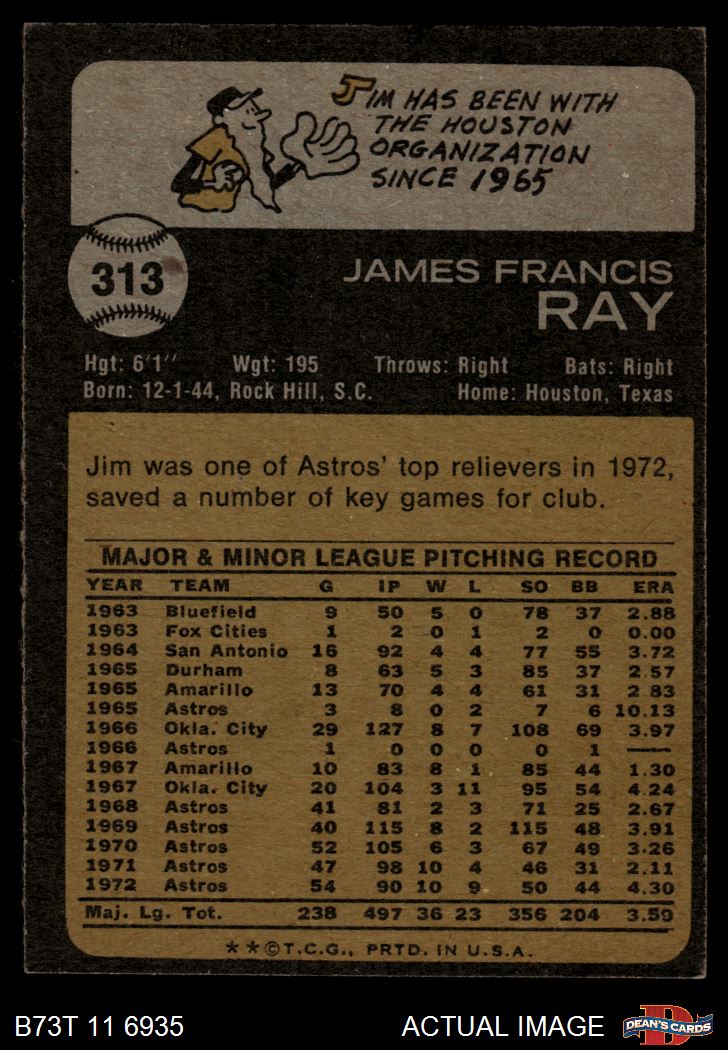 JIM HAS BEEN WITH
THE HOUSTON
ORGANIZATION
SINCE 1965
313
JAMES FRANCIS
RAY
Hgt: 6'1" Wgt: 195 Throws: Right Bats: Right
Born: 12-1-44, Rock Hill, S.C. Home: Houston, Texas
Jim was one of Astros' top relievers in 1972,
saved a number of key games for club.
MAJOR & MINOR LEAGUE PITCHING RECORD
YEAR TEAM G IP W L SO BB ERA
1963 Bluefield 9 50 5 0 78 37 2.88
1963 Fox Cities 1 2 0 1 2 0 0.00
1964 San Antonio 16 92 4 4 77 55 3.72
1965 Durham 8 63 5 3 85 37 2.57
1965 Amarillo 13 70 4 4 61 31 2 83
1965 Astros 3 8 0 2 7 6 10.13
1966 Okla. City 29 127 8 7 108 69 3.97
1966 Astros 1 0 0 0 0 1 —
1967 Amarillo 10 83 8 1 85 44 1.30
1967 Okla. City 20 104 3 11 95 54 4.24
1968 Astros 41 81 2 3 71 25 2.67
1969 Astros 40 115 8 2 115 48 3.91
1970 Astros 52 105 6 3 67 49 3.26
1971 Astros 47 98 10 4 46 31 2.11
1972 Astros 54 90 10 9 50 44 4.30
Maj. Lg. Tot. 238 497 36 23 356 204 3.59
**©T.C.G., PRTD. IN U.S.A.
B73T 11 6935 ACTUAL IMAGE D DEAN'S CARDS